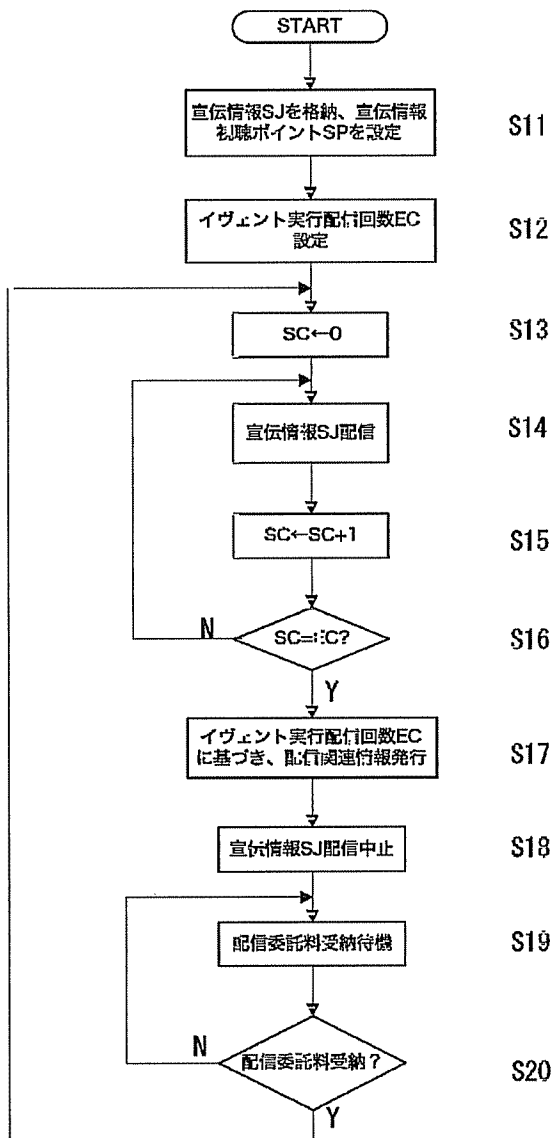 START
宣伝情報SJを格納、宣伝情報
視聴ポイントSPを設定
S11
イヴェント実行配信回数EC
設定
S12
SC←0
S13
宣伝情報SJ配信
S14
SC←SC+1
S15
SC=EC?
S16
N
Y
イヴェント実行配信回数EC
に基づき、配信関連情報発行
S17
宣伝情報SJ配信中止
S18
配信委託料受納待機
S19
配信委託料受納？
S20
N
Y